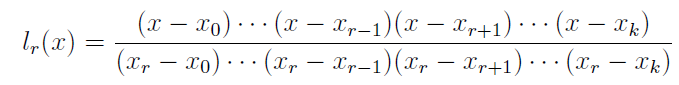 l_r(x) = \frac{(x - x_0) \cdots (x - x_{r-1})(x - x_{r+1}) \cdots (x - x_k)}{(x_r - x_0) \cdots (x_r - x_{r-1})(x_r - x_{r+1}) \cdots (x_r - x_k)}